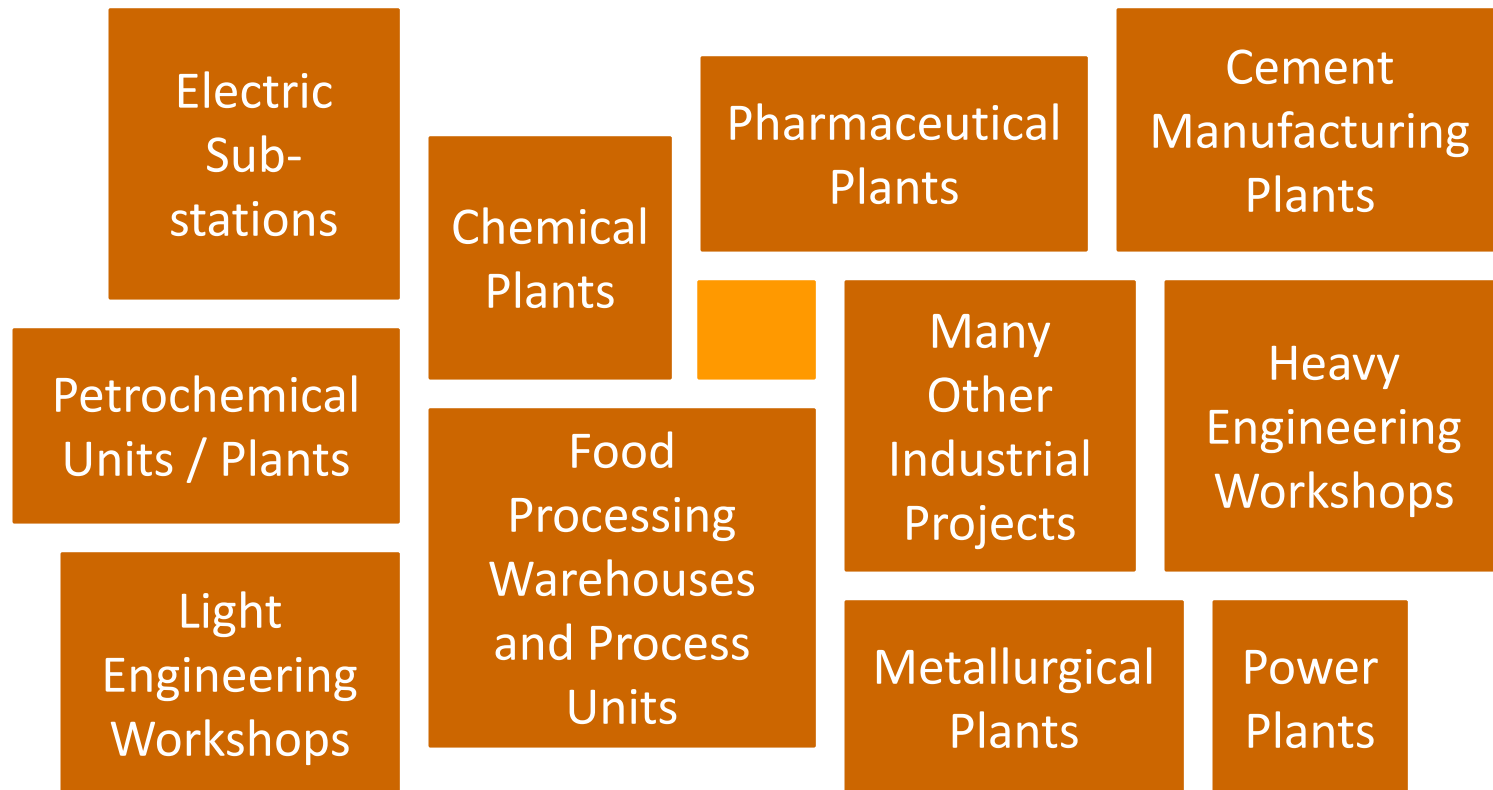 Electric
Sub-
stations
Chemical
Plants
Pharmaceutical
Plants
Cement
Manufacturing
Plants
Petrochemical
Units / Plants
Food
Processing
Warehouses
and Process
Units
Many
Other
Industrial
Projects
Heavy
Engineering
Workshops
Light
Engineering
Workshops
Metallurgical
Plants
Power
Plants